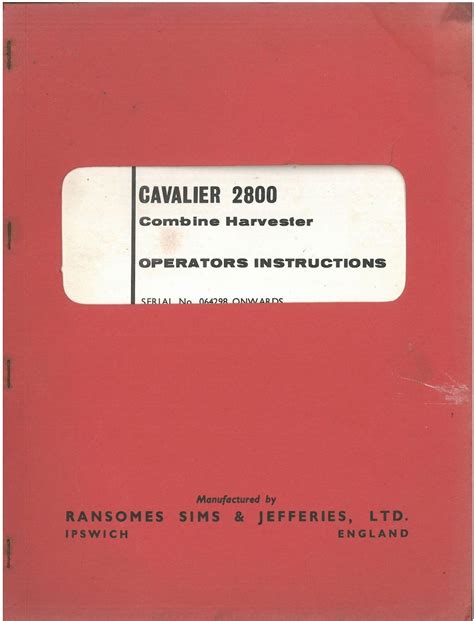 CAVALIER 2800
Combine Harvester
OPERATORS INSTRUCTIONS
SERIAL No. 064298 ONWARDS
Manufactured by
RANSOMES SIMS & JEFFERIES, LTD.
IPSWICH ENGLAND